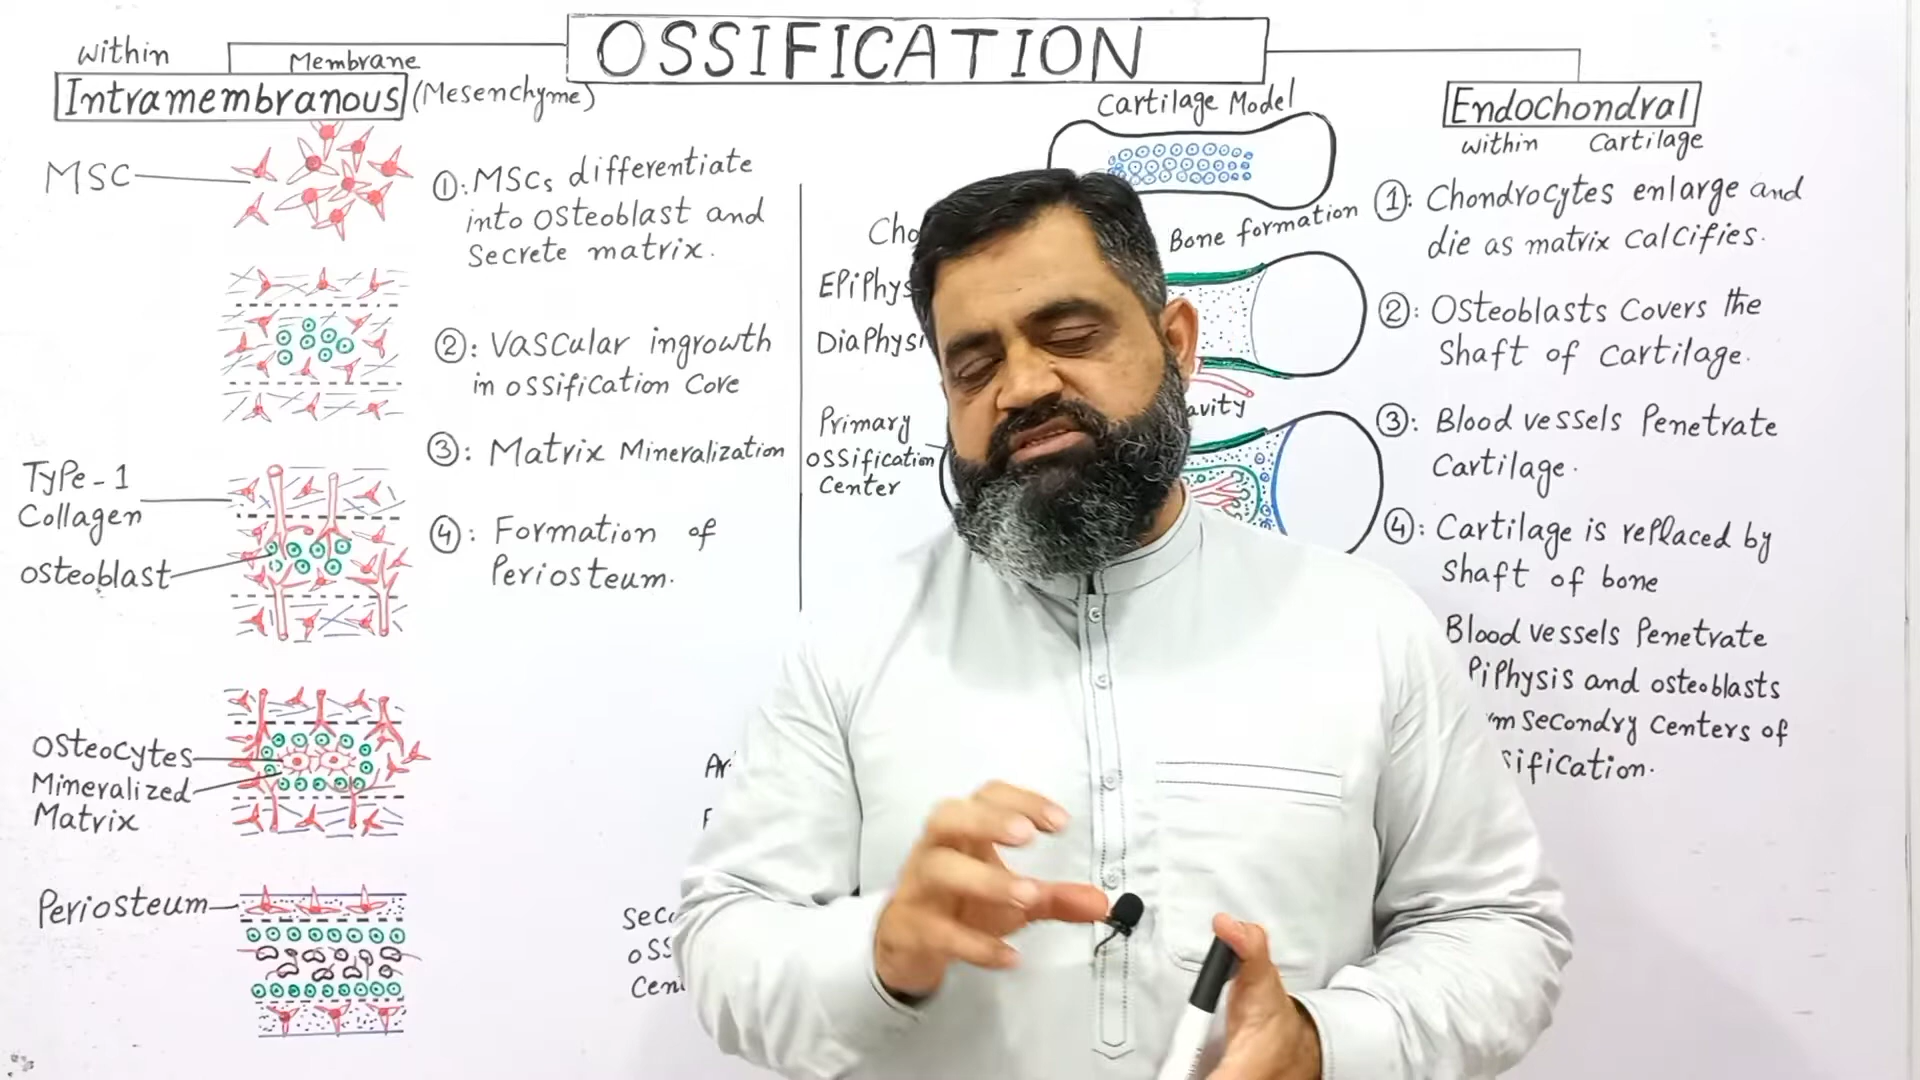 OSSIFICATION
within
Membrane
Intramembranous (Mesenchyme)
MSC
①: MSCs differentiate
into Osteoblast and
Secrete matrix.
②: Vascular ingrowth
in ossification Core
③: Matrix Mineralization
④: Formation of
Periosteum.
Type-1
Collagen
osteoblast
Osteocytes
Mineralized
Matrix
Periosteum
Cartilage Model
Bone formation
Primary
ossification
Center
Endochondral
within Cartilage
①: Chondrocytes enlarge and
die as matrix Calcifies.
②: Osteoblasts Covers the
Shaft of Cartilage.
③: Blood vessels Penetrate
Cartilage.
④: Cartilage is replaced by
Shaft of bone
Blood vessels Penetrate
and osteoblasts
secondry Centers of